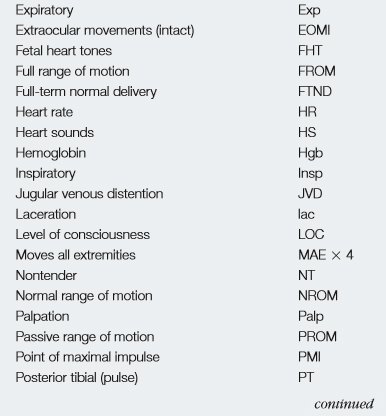 Expiratory Exp
Extraocular movements (intact) EOMI
Fetal heart tones FHT
Full range of motion FROM
Full-term normal delivery FTND
Heart rate HR
Heart sounds HS
Hemoglobin Hgb
Inspiratory Insp
Jugular venous distention JVD
Laceration lac
Level of consciousness LOC
Moves all extremities MAE × 4
Nontender NT
Normal range of motion NROM
Palpation Palp
Passive range of motion PROM
Point of maximal impulse PMI
Posterior tibial (pulse) PT
continued